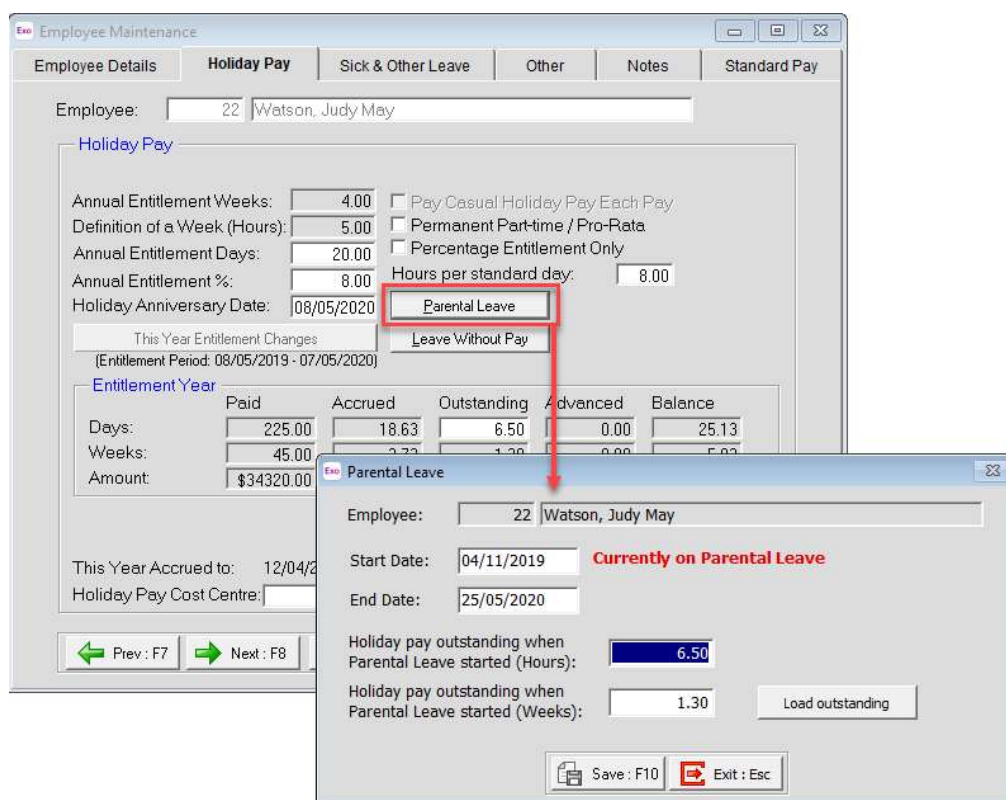 Exo Employee Maintenance
Employee Details Holiday Pay Sick & Other Leave Other Notes Standard Pay
Employee: 22 Watson, Judy May
Holiday Pay
Annual Entitlement Weeks: 4.00 Pay Casual Holiday Pay Each Pay
Definition of a Week (Hours): 5.00 Permanent Part-time / Pro-Rata
Annual Entitlement Days: 20.00 Percentage Entitlement Only
Annual Entitlement %: 8.00 Hours per standard day: 8.00
Holiday Anniversary Date: 08/05/2020 Parental Leave
This Year Entitlement Changes Leave Without Pay
(Entitlement Period: 08/05/2019 - 07/05/2020)
Entitlement Year
Paid Accrued Outstanding Advanced Balance
Days: 225.00 18.63 6.50 0.00 25.13
Weeks: 45.00
Amount: $34320.00
This Year Accrued to: 12/04/2
Holiday Pay Cost Centre:
Prev : F7 Next : F8
Exo Parental Leave
Employee: 22 Watson, Judy May
Start Date: 04/11/2019 Currently on Parental Leave
End Date: 25/05/2020
Holiday pay outstanding when
Parental Leave started (Hours): 6.50
Holiday pay outstanding when
Parental Leave started (Weeks): 1.30 Load outstanding
Save : F10 Exit : Esc